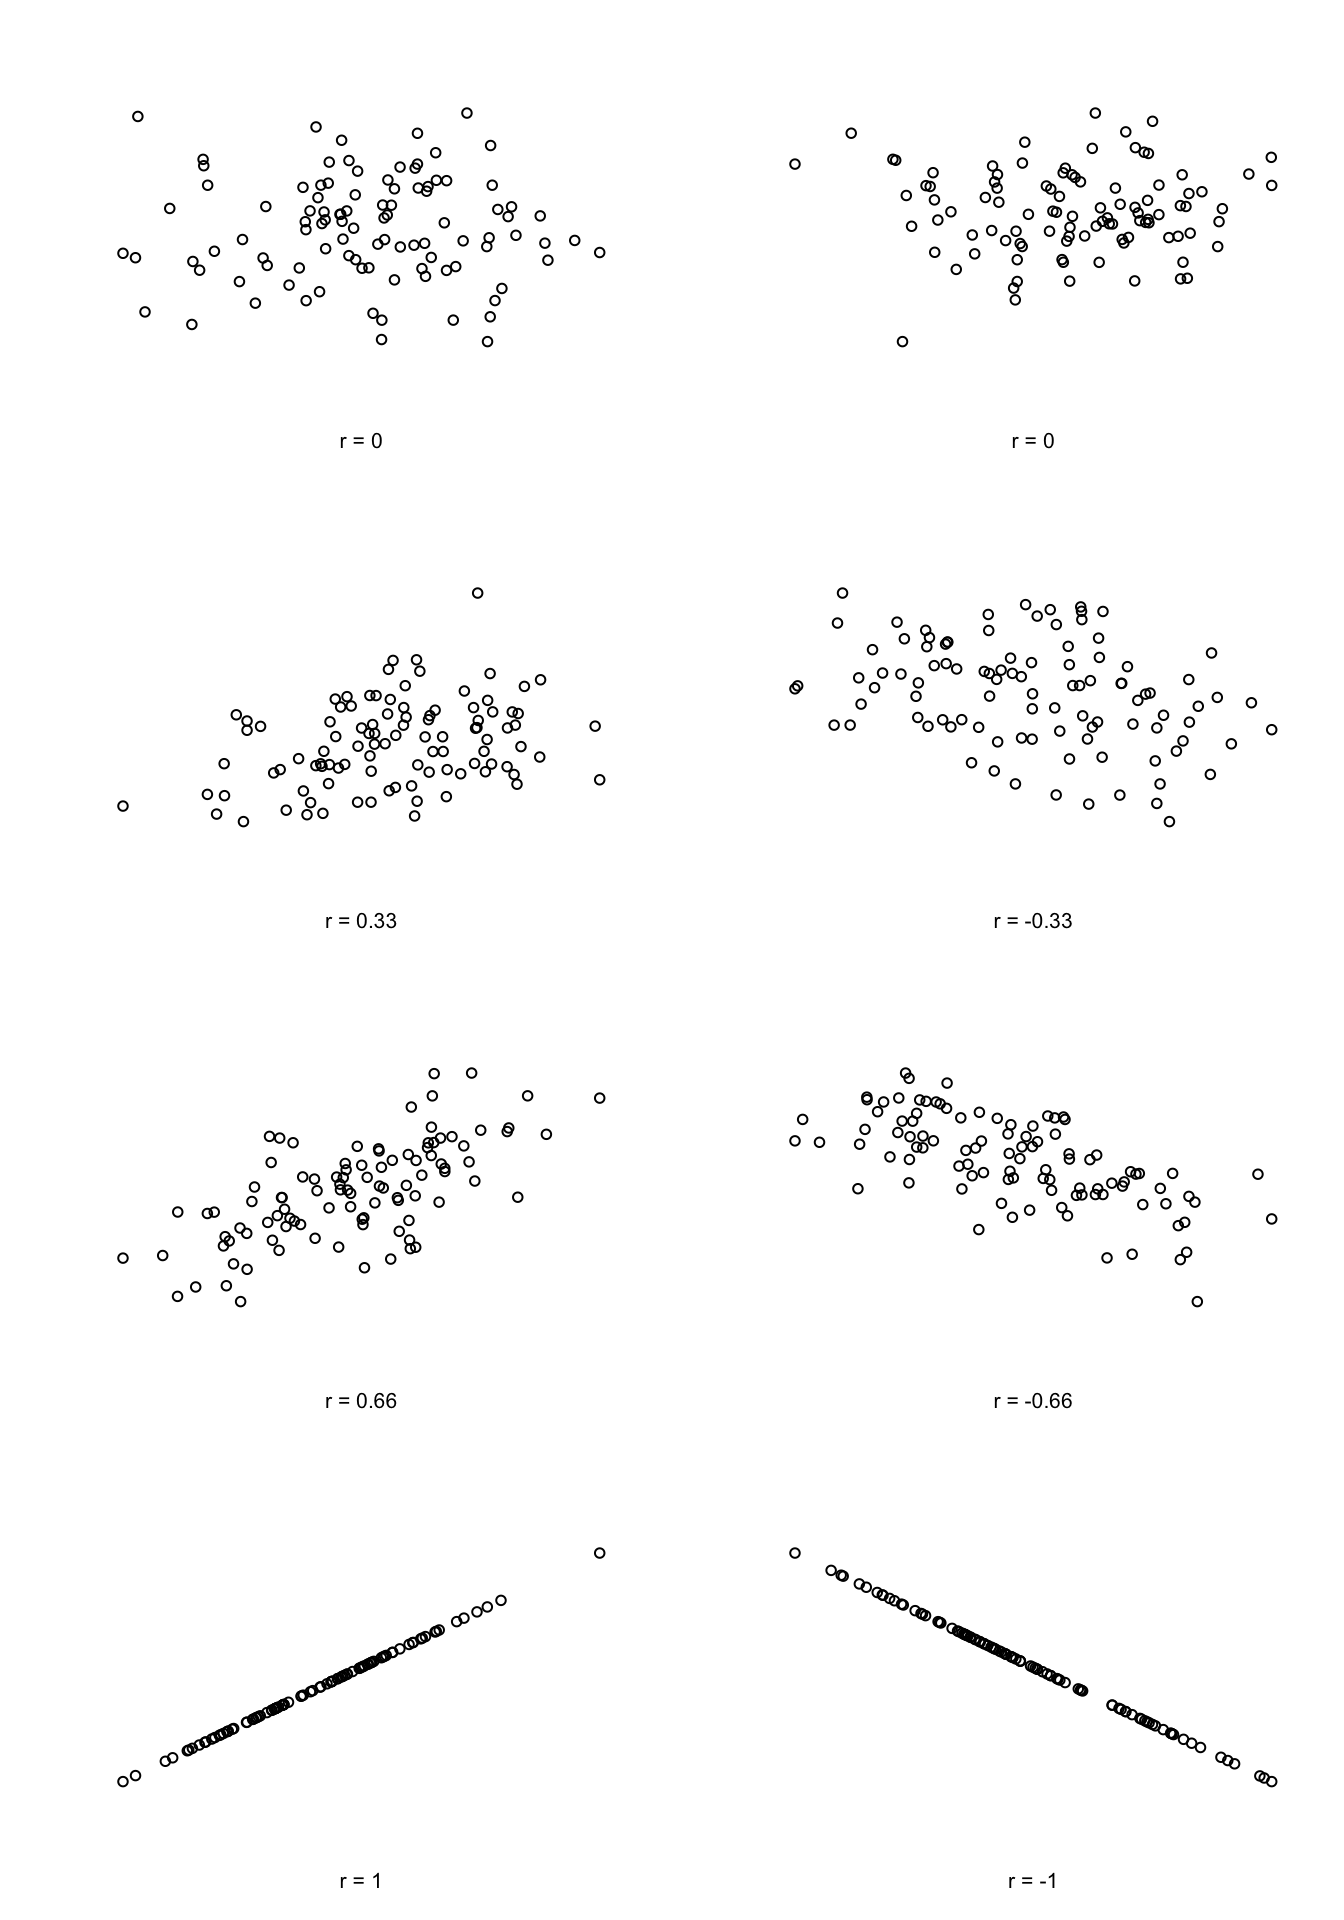 r = 0
r = 0
r = 0.33
r = -0.33
r = 0.66
r = -0.66
r = 1
r = -1